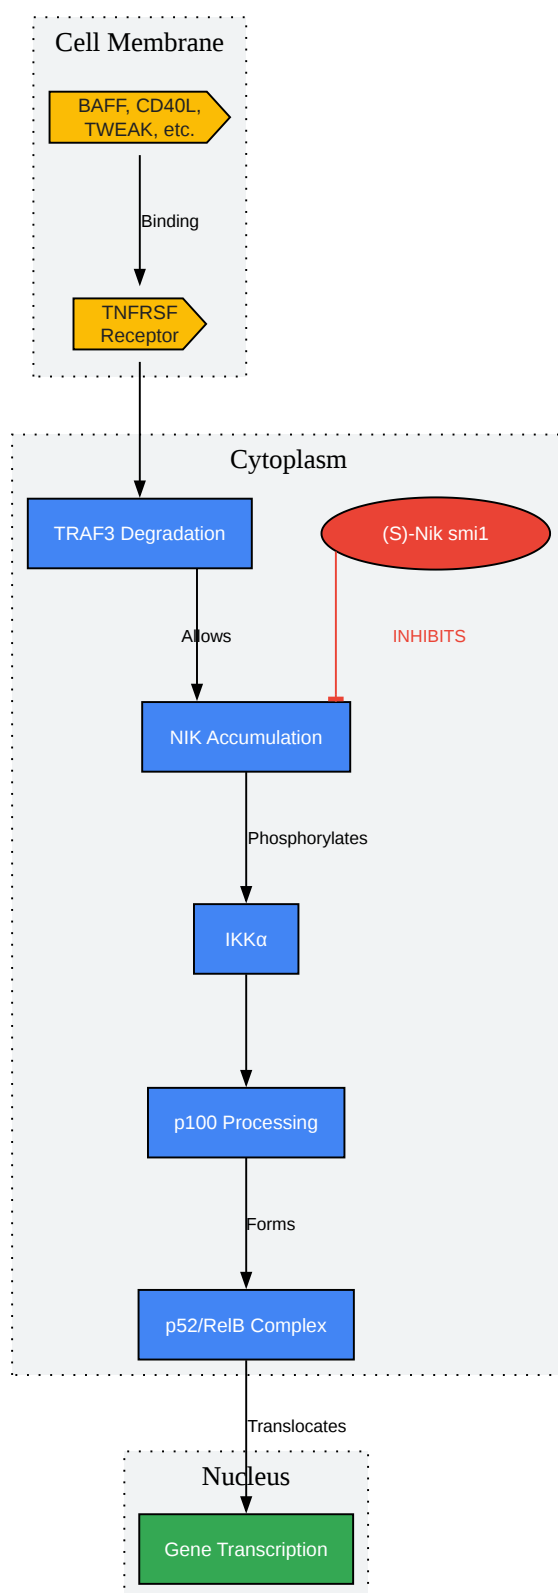 Cell Membrane
BAFF, CD40L,
TWEAK, etc.
Binding
TNFRSF
Receptor
Cytoplasm
TRAF3 Degradation
(S)-Nik smi1
Allows
INHIBITS
NIK Accumulation
Phosphorylates
IKKα
p100 Processing
Forms
p52/RelB Complex
Translocates
Nucleus
Gene Transcription